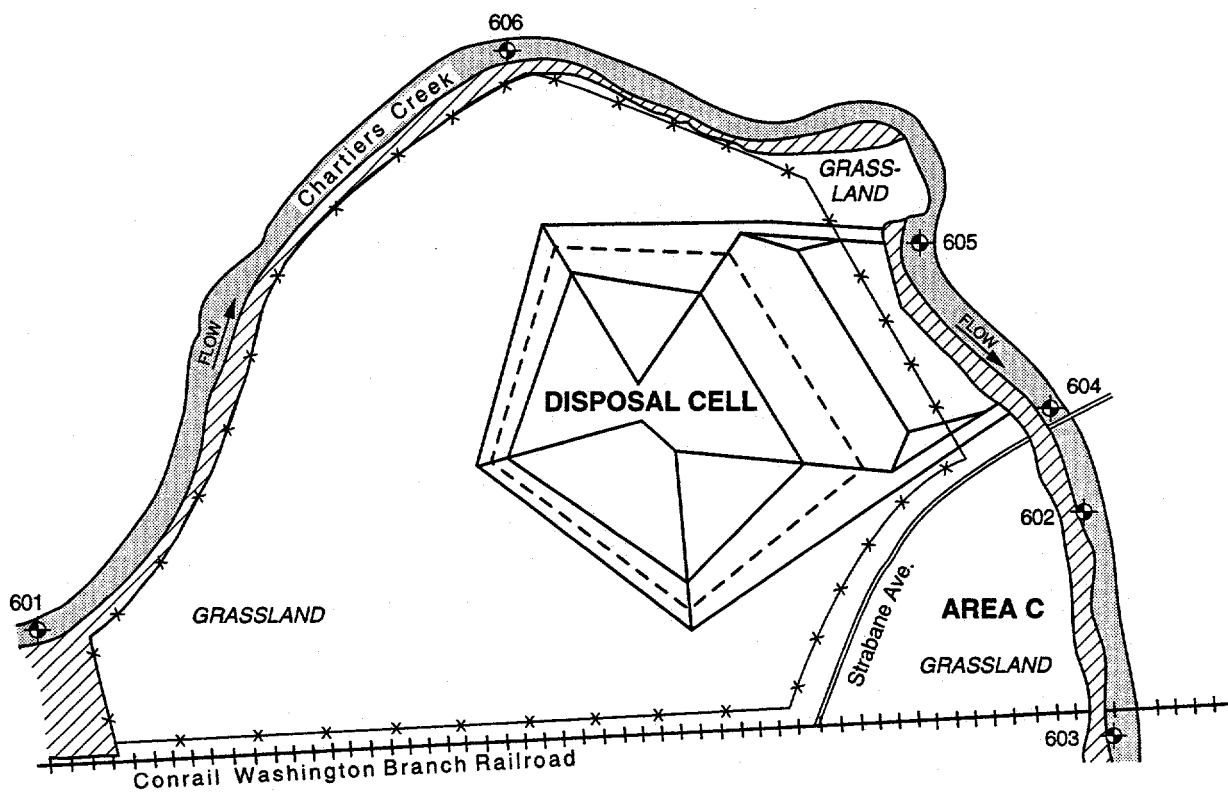 606
Chartiers Creek
GRASS-
LAND
605
FLOW
FLOW
604
DISPOSAL CELL
602
601
GRASSLAND
AREA C
Strabane Ave.
GRASSLAND
603
Conrail Washington Branch Railroad